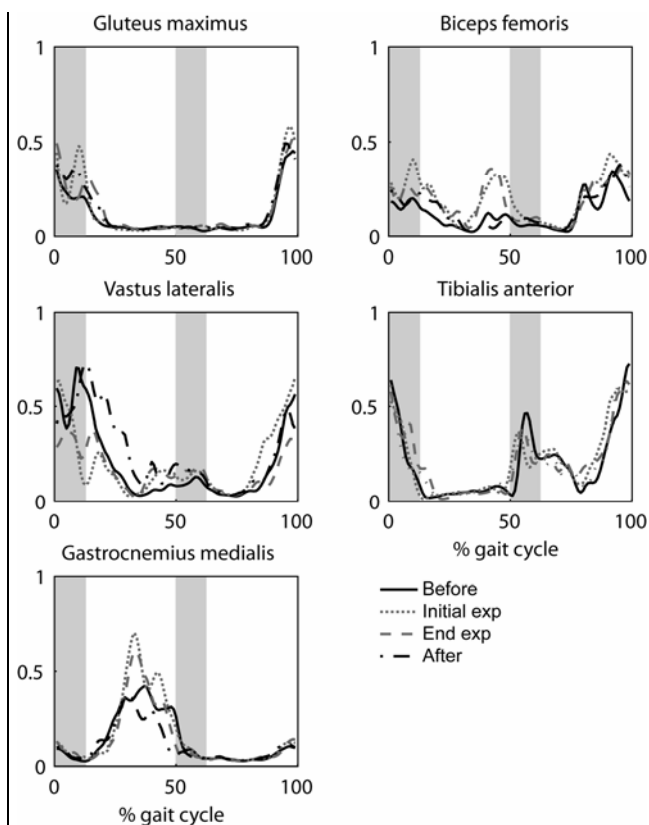 Gluteus maximus
1
0.5
0
0
50
100
Biceps femoris
1
0.5
0
0
50
100
Vastus lateralis
1
0.5
0
0
50
100
Tibialis anterior
1
0.5
0
0
50
100
% gait cycle
Gastrocnemius medialis
1
0.5
0
0
50
100
% gait cycle
Before
Initial exp
End exp
After